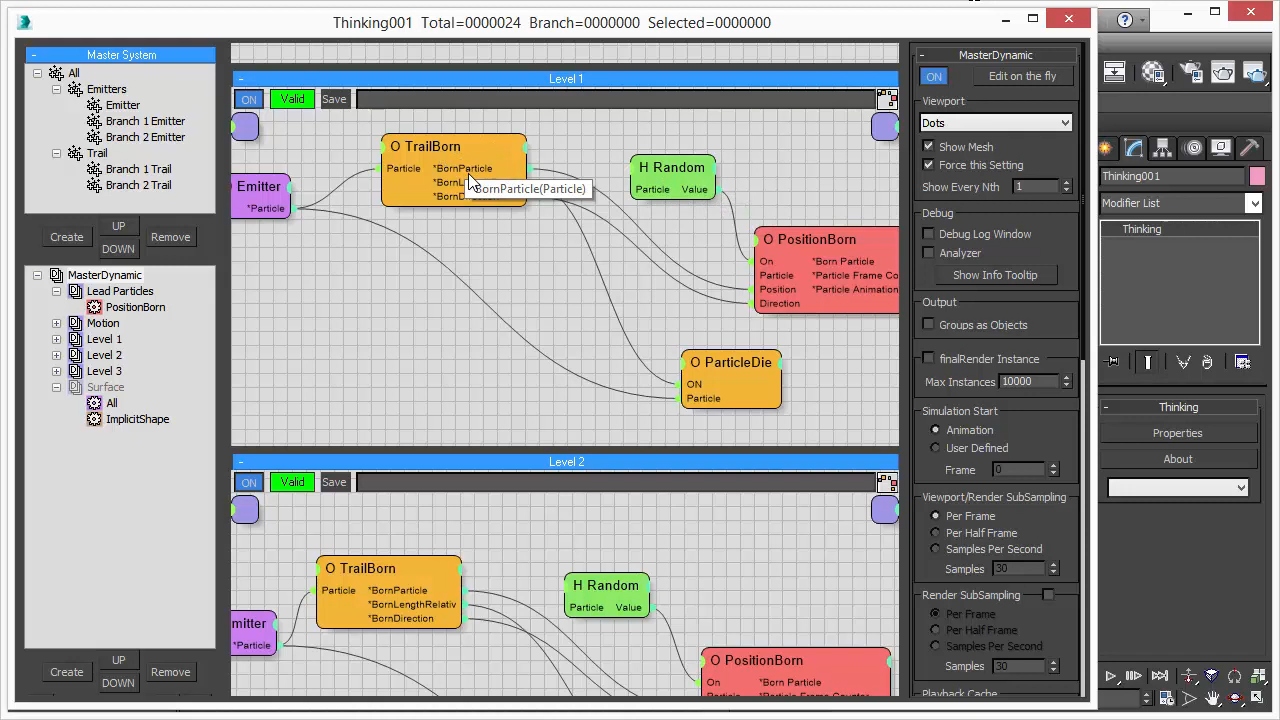 Thinking001 Total=0000024 Branch=0000000 Selected=0000000
Master System
All
Emitters
Emitter
Branch 1 Emitter
Branch 2 Emitter
Trail
Branch 1 Trail
Branch 2 Trail
Create
UP
DOWN
Remove
MasterDynamic
Lead Particles
PositionBorn
Motion
Level 1
Level 2
Level 3
Surface
All
ImplicitShape
Create
UP
DOWN
Remove
Level 1
ON
Valid
Save
Emitter
*Particle
O TrailBorn
Particle *BornParticle
BornParticle(Particle)
H Random
Particle Value
O PositionBorn
On *Born Particle
Particle *Particle Frame Co
Position *Particle Animation
Direction
O ParticleDie
ON
Particle
Level 2
ON
Valid
Save
mitter
*Particle
O TrailBorn
Particle *BornParticle
*BornLengthRelativ
*BornDirection
H Random
Particle Value
O PositionBorn
On *Born Particle
Particle *Particle Frame Counter
MasterDynamic
ON
Edit on the fly
Viewport
Dots
Show Mesh
Force this Setting
Show Every Nth 1
Debug
Debug Log Window
Analyzer
Show Info Tooltip
Output
Groups as Objects
finalRender Instance
Max Instances 10000
Simulation Start
Animation
User Defined
Frame 0
Viewport/Render SubSampling
Per Frame
Per Half Frame
Samples Per Second
Samples 30
Render SubSampling
Per Frame
Per Half Frame
Samples Per Second
Samples 30
Playback Cache
Thinking001
Modifier List
Thinking
Thinking
Properties
About